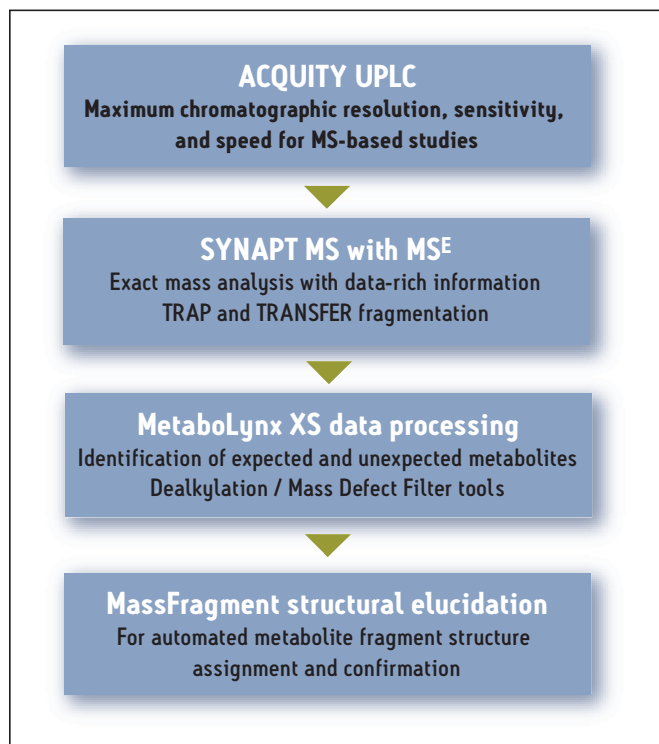 ACQUITY UPLC
Maximum chromatographic resolution, sensitivity,
and speed for MS-based studies
SYNAPT MS with MSᴱ
Exact mass analysis with data-rich information
TRAP and TRANSFER fragmentation
MetaboLynx XS data processing
Identification of expected and unexpected metabolites
Dealkylation / Mass Defect Filter tools
MassFragment structural elucidation
For automated metabolite fragment structure
assignment and confirmation